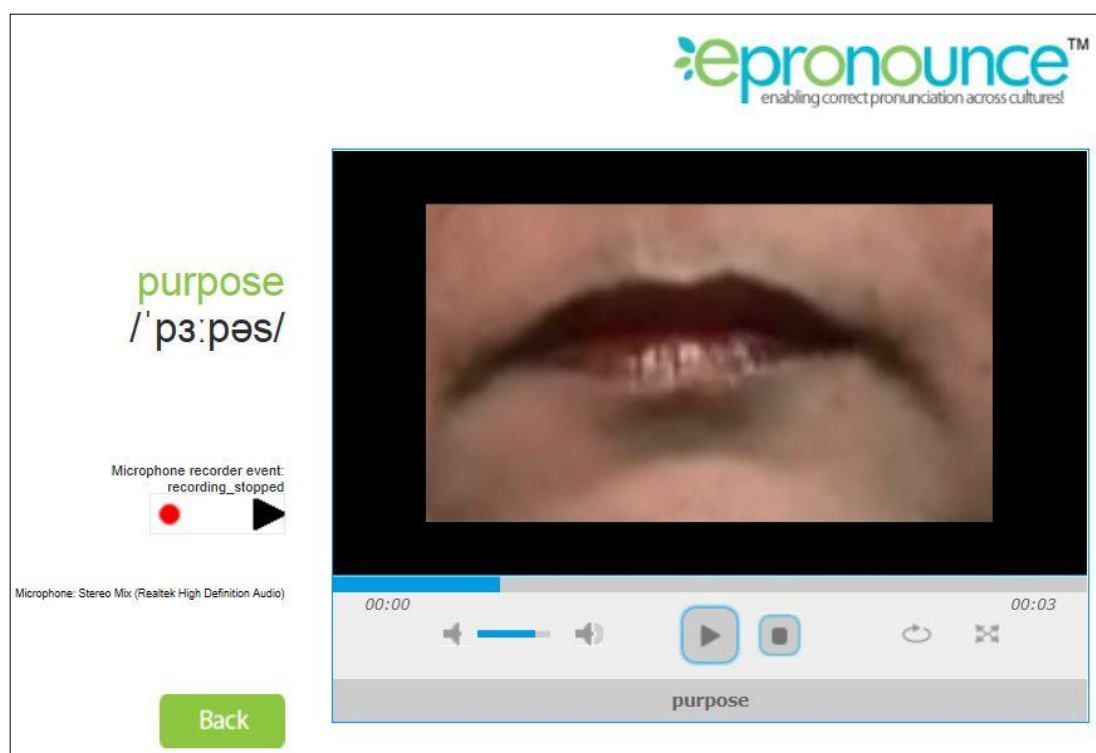 epronounce™
enabling correct pronunciation across cultures!
purpose
/ˈpɜːpəs/
Microphone recorder event:
recording_stopped
Microphone: Stereo Mix (Realtek High Definition Audio)
00:00
00:03
purpose
Back